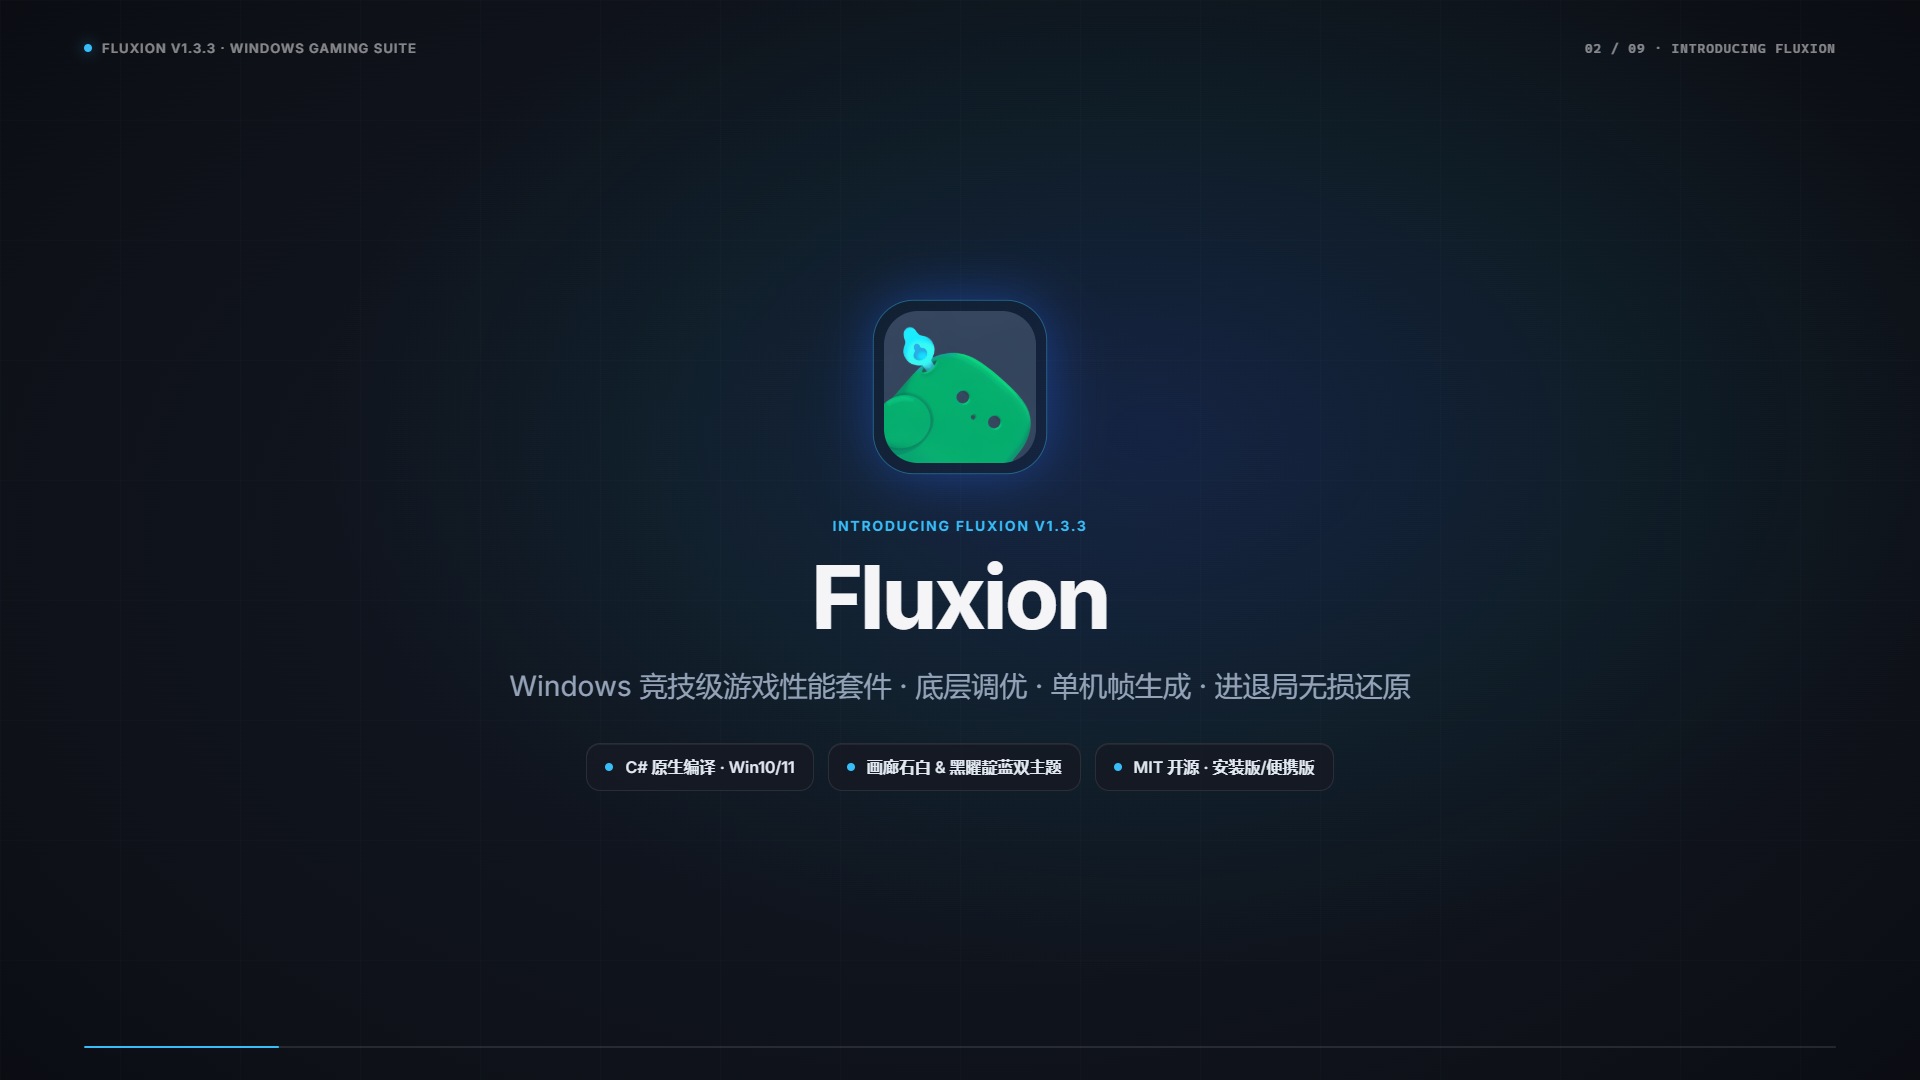 FLUXION V1.3.3 · WINDOWS GAMING SUITE
02 / 09 · INTRODUCING FLUXION
INTRODUCING FLUXION V1.3.3
Fluxion
Windows 竞技级游戏性能套件 · 底层调优 · 单机帧生成 · 进退局无损还原
C# 原生编译 · Win10/11
画廊石白 & 黑曜靛蓝双主题
MIT 开源 · 安装版/便携版